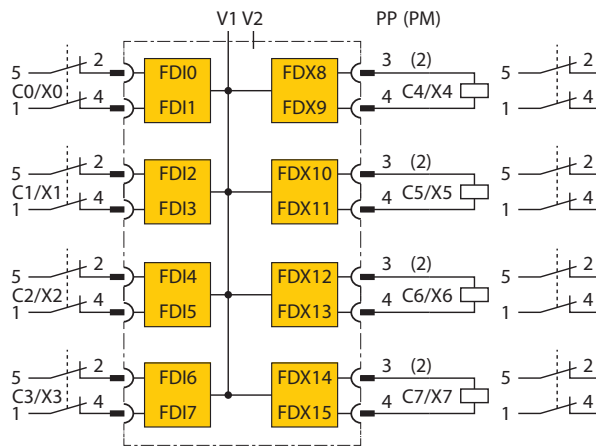 V1 V2 PP (PM)
5 2 FDI0 FDX8 3 (2) 5 2
C0/X0 C4/X4
1 4 FDI1 FDX9 4 1 4
5 2 FDI2 FDX10 3 (2) 5 2
C1/X1 C5/X5
1 4 FDI3 FDX11 4 1 4
5 2 FDI4 FDX12 3 (2) 5 2
C2/X2 C6/X6
1 4 FDI5 FDX13 4 1 4
5 2 FDI6 FDX14 3 (2) 5 2
C3/X3 C7/X7
1 4 FDI7 FDX15 4 1 4